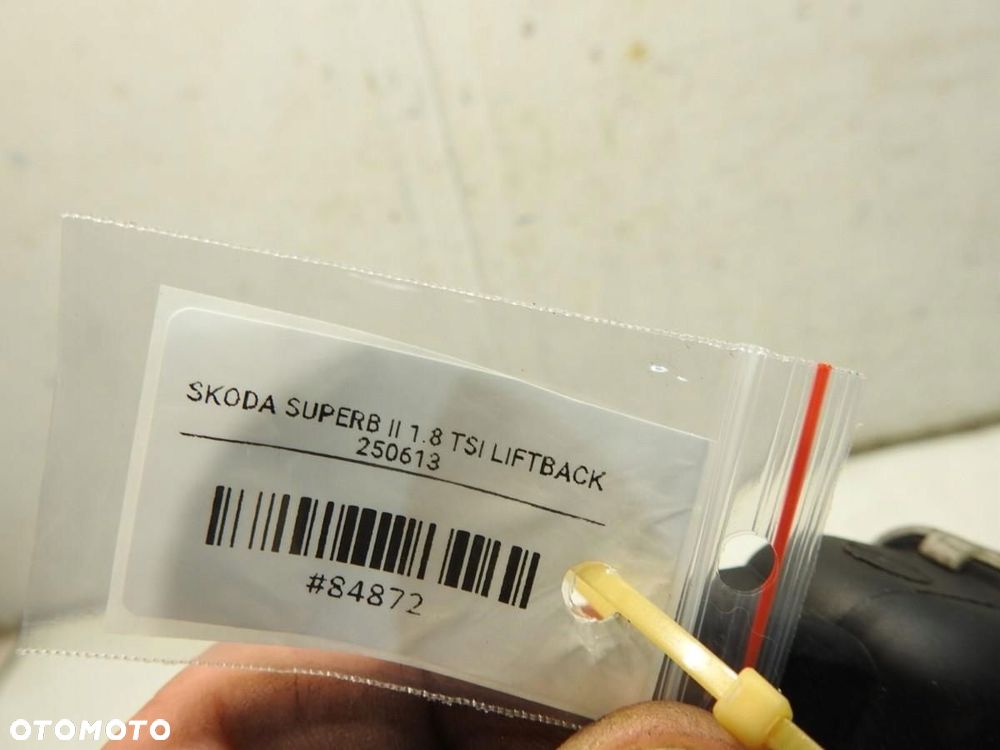 SKODA SUPERB II 1.8 TSI LIFTBACK
250613
#84872
OTOMOTO